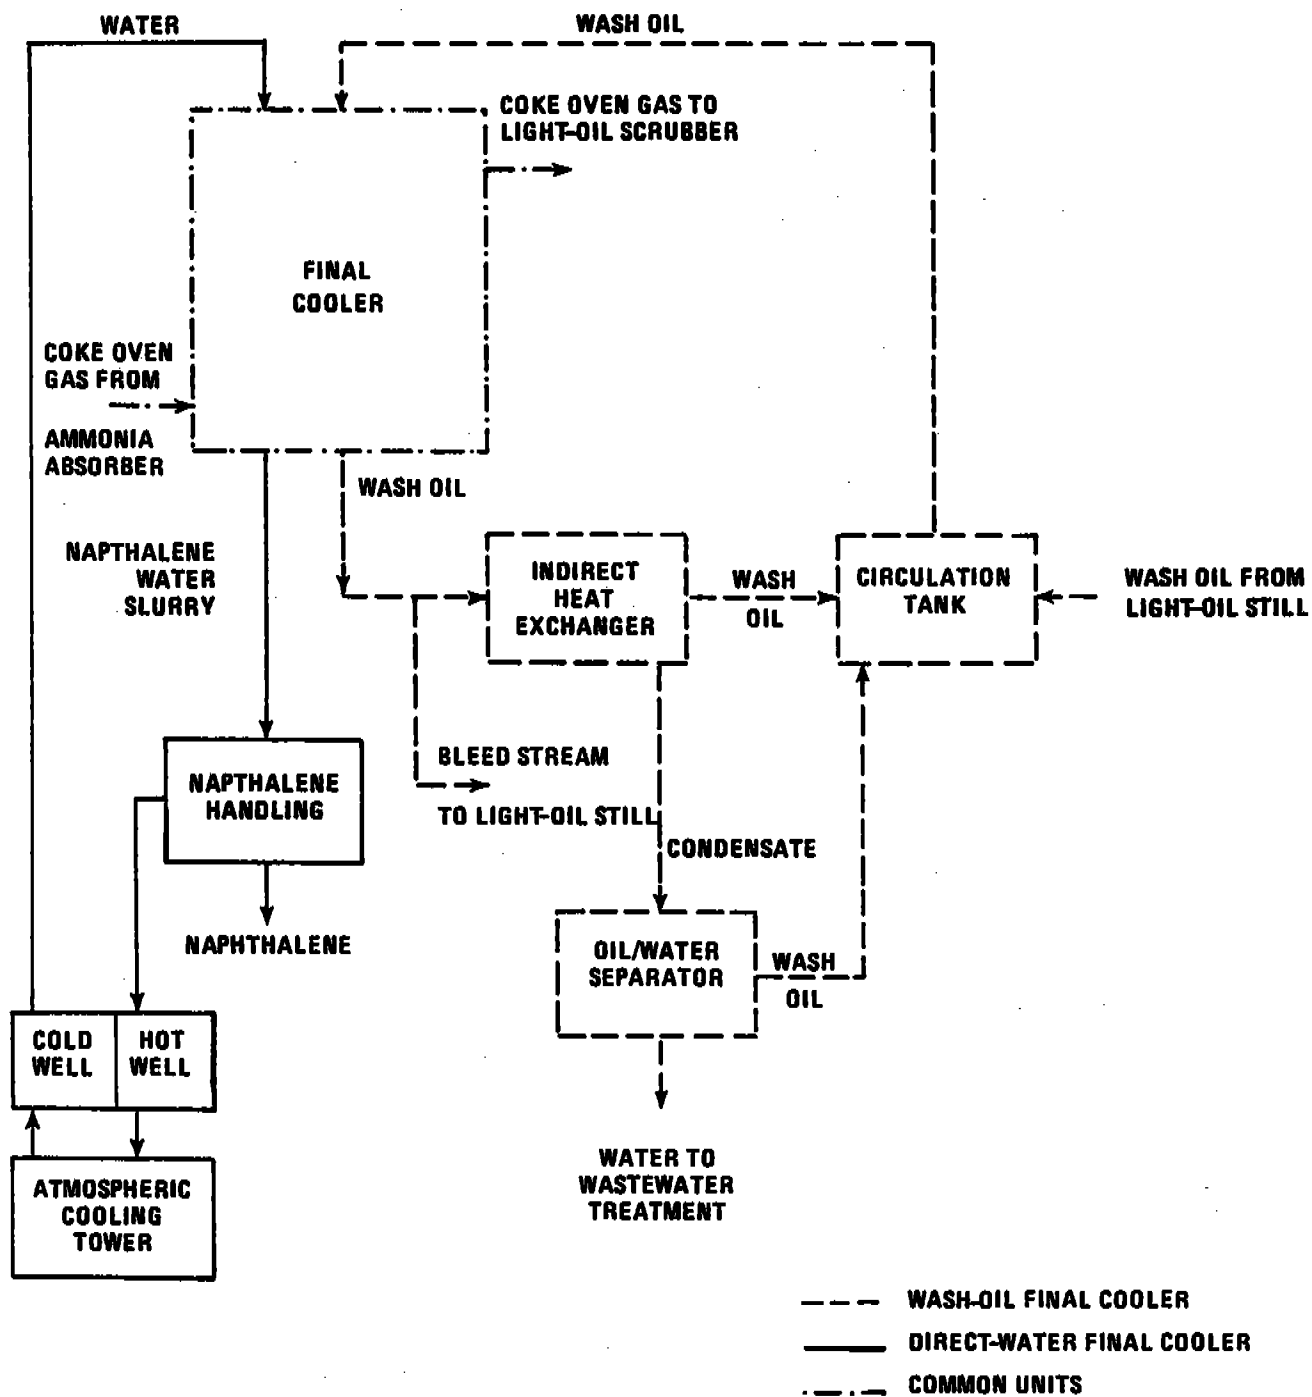 WATER
WASH OIL
COKE OVEN GAS TO
LIGHT-OIL SCRUBBER
FINAL
COOLER
COKE OVEN
GAS FROM
AMMONIA
ABSORBER
WASH OIL
NAPTHALENE
WATER
SLURRY
INDIRECT
HEAT
EXCHANGER
WASH
OIL
CIRCULATION
TANK
WASH OIL FROM
LIGHT-OIL STILL
BLEED STREAM
TO LIGHT-OIL STILL
NAPTHALENE
HANDLING
CONDENSATE
NAPHTHALENE
OIL/WATER
SEPARATOR
WASH
OIL
COLD
WELL
HOT
WELL
WATER TO
WASTEWATER
TREATMENT
ATMOSPHERIC
COOLING
TOWER
WASH-OIL FINAL COOLER
DIRECT-WATER FINAL COOLER
COMMON UNITS